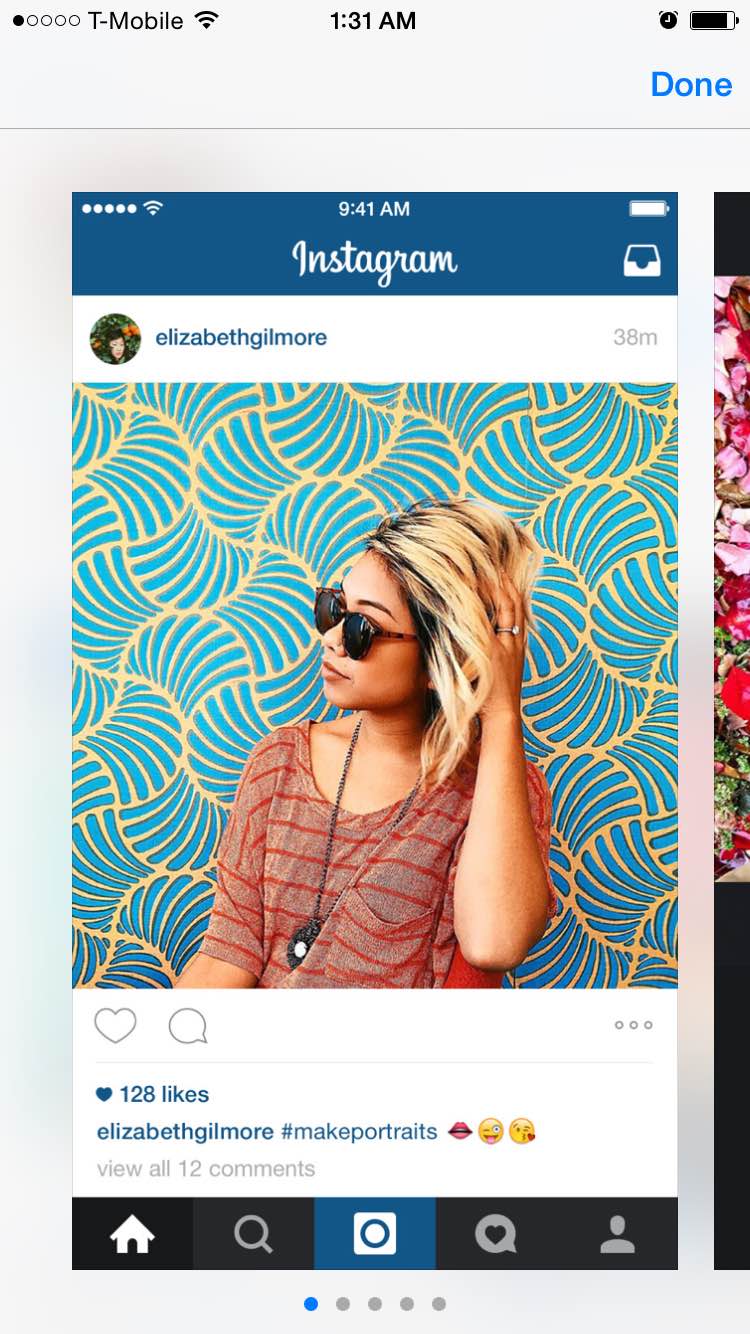 T-Mobile 1:31 AM
Done
9:41 AM
Instagram
elizabethgilmore 38m
128 likes
elizabethgilmore #makeportraits 👄😜😘
view all 12 comments